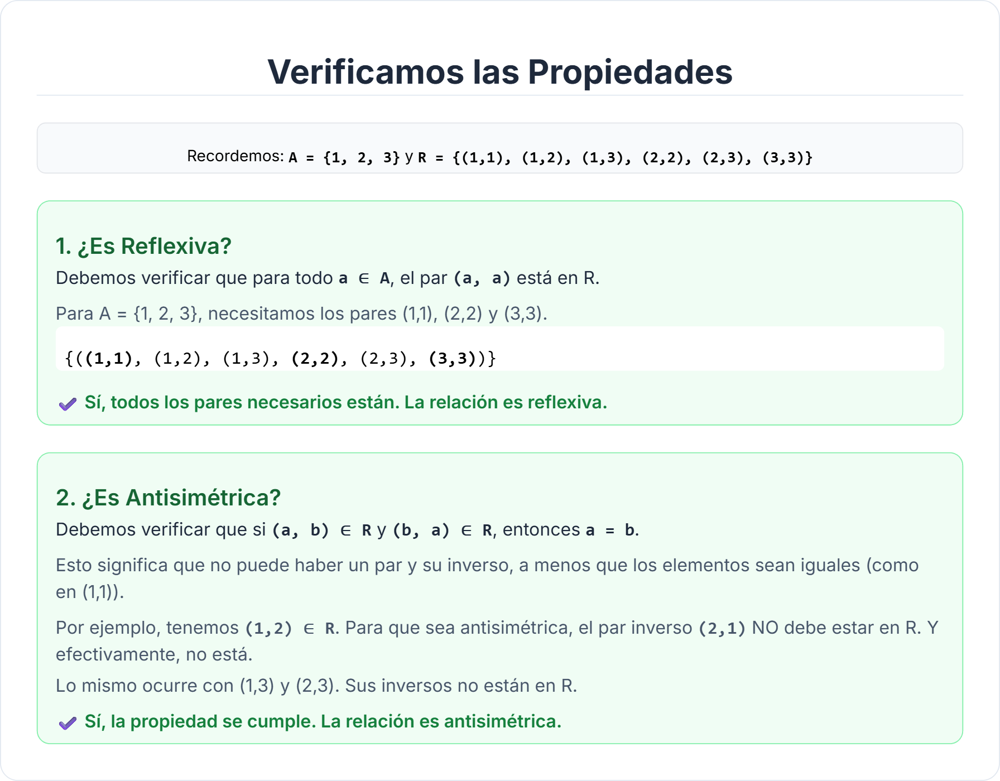 Verificamos las Propiedades
Recordemos: A = {1, 2, 3} y R = {(1,1), (1,2), (1,3), (2,2), (2,3), (3,3)}
1. ¿Es Reflexiva?
Debemos verificar que para todo a ∈ A, el par (a, a) está en R.
Para A = {1, 2, 3}, necesitamos los pares (1,1), (2,2) y (3,3).
{((1,1), (1,2), (1,3), (2,2), (2,3), (3,3))}
✔ Sí, todos los pares necesarios están. La relación es reflexiva.
2. ¿Es Antisimétrica?
Debemos verificar que si (a, b) ∈ R y (b, a) ∈ R, entonces a = b.
Esto significa que no puede haber un par y su inverso, a menos que los elementos sean iguales (como
en (1,1)).
Por ejemplo, tenemos (1,2) ∈ R. Para que sea antisimétrica, el par inverso (2,1) NO debe estar en R. Y
efectivamente, no está.
Lo mismo ocurre con (1,3) y (2,3). Sus inversos no están en R.
✔ Sí, la propiedad se cumple. La relación es antisimétrica.